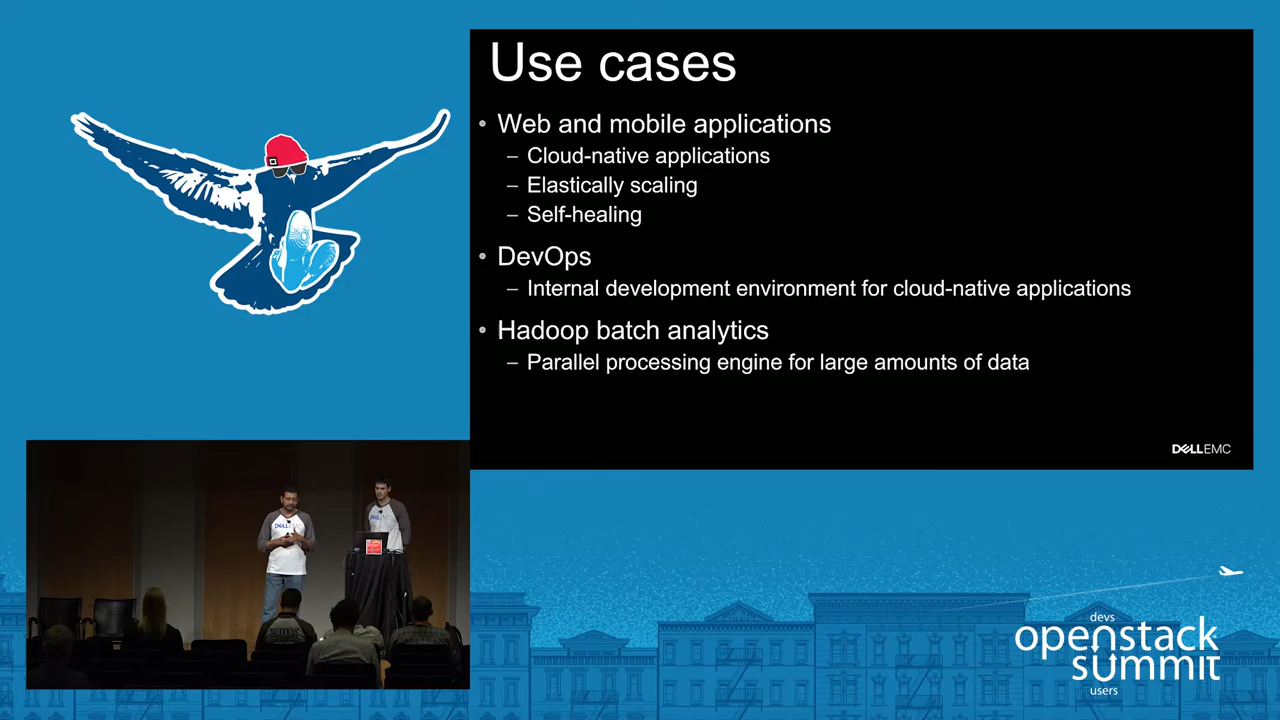 Use cases
• Web and mobile applications
– Cloud-native applications
– Elastically scaling
– Self-healing
• DevOps
– Internal development environment for cloud-native applications
• Hadoop batch analytics
– Parallel processing engine for large amounts of data
DELLEMC
DELLEMC
devs
openstack
summit
users